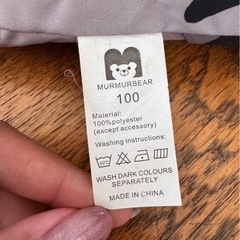 MURMURBEAR
100
Material:
100%polyester
(except accessory)
Washing instructions:
WASH DARK COLOURS
SEPARATELY
MADE IN CHINA